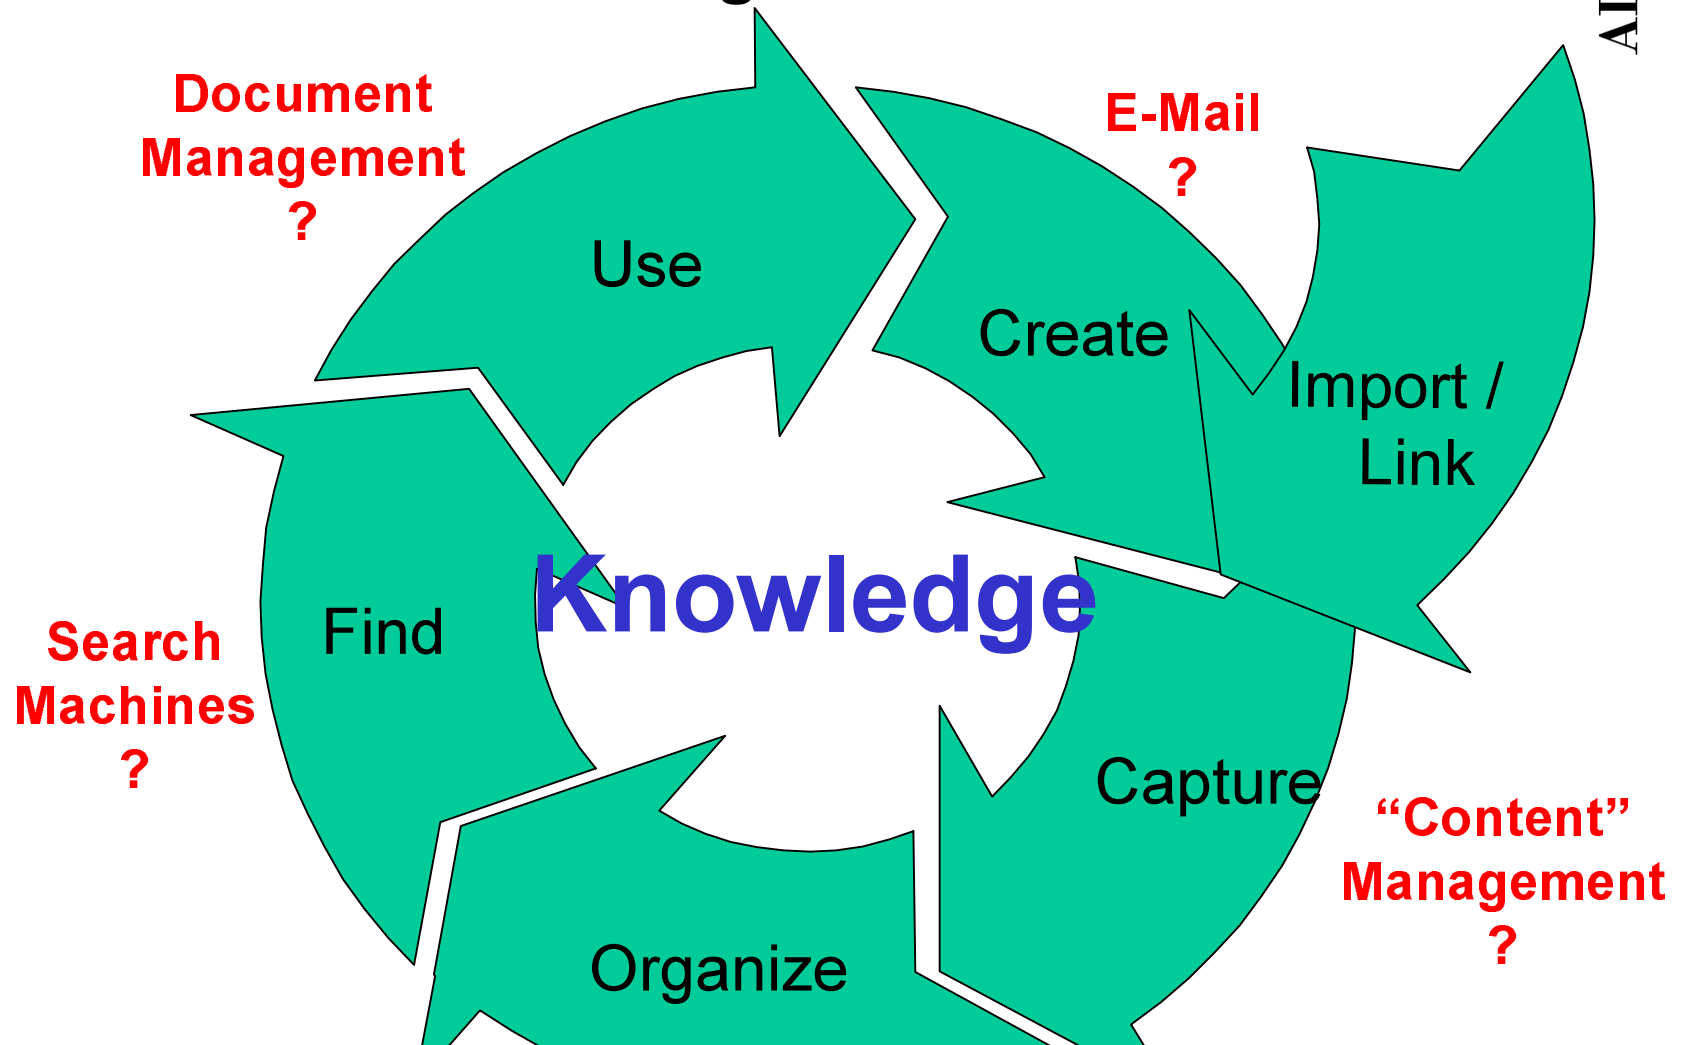 Document
Management
?
E-Mail
?
Use
Create
Import /
Link
Knowledge
Find
Search
Machines
?
Capture
“Content”
Management
?
Organize